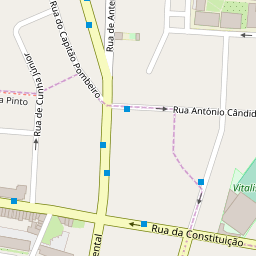 Rua do Capitão Pombeiro
Rua de Ante
Rua de Cunha Júnior
a Pinto
Rua António Cândid
Vitali
Rua da Constituição
ental